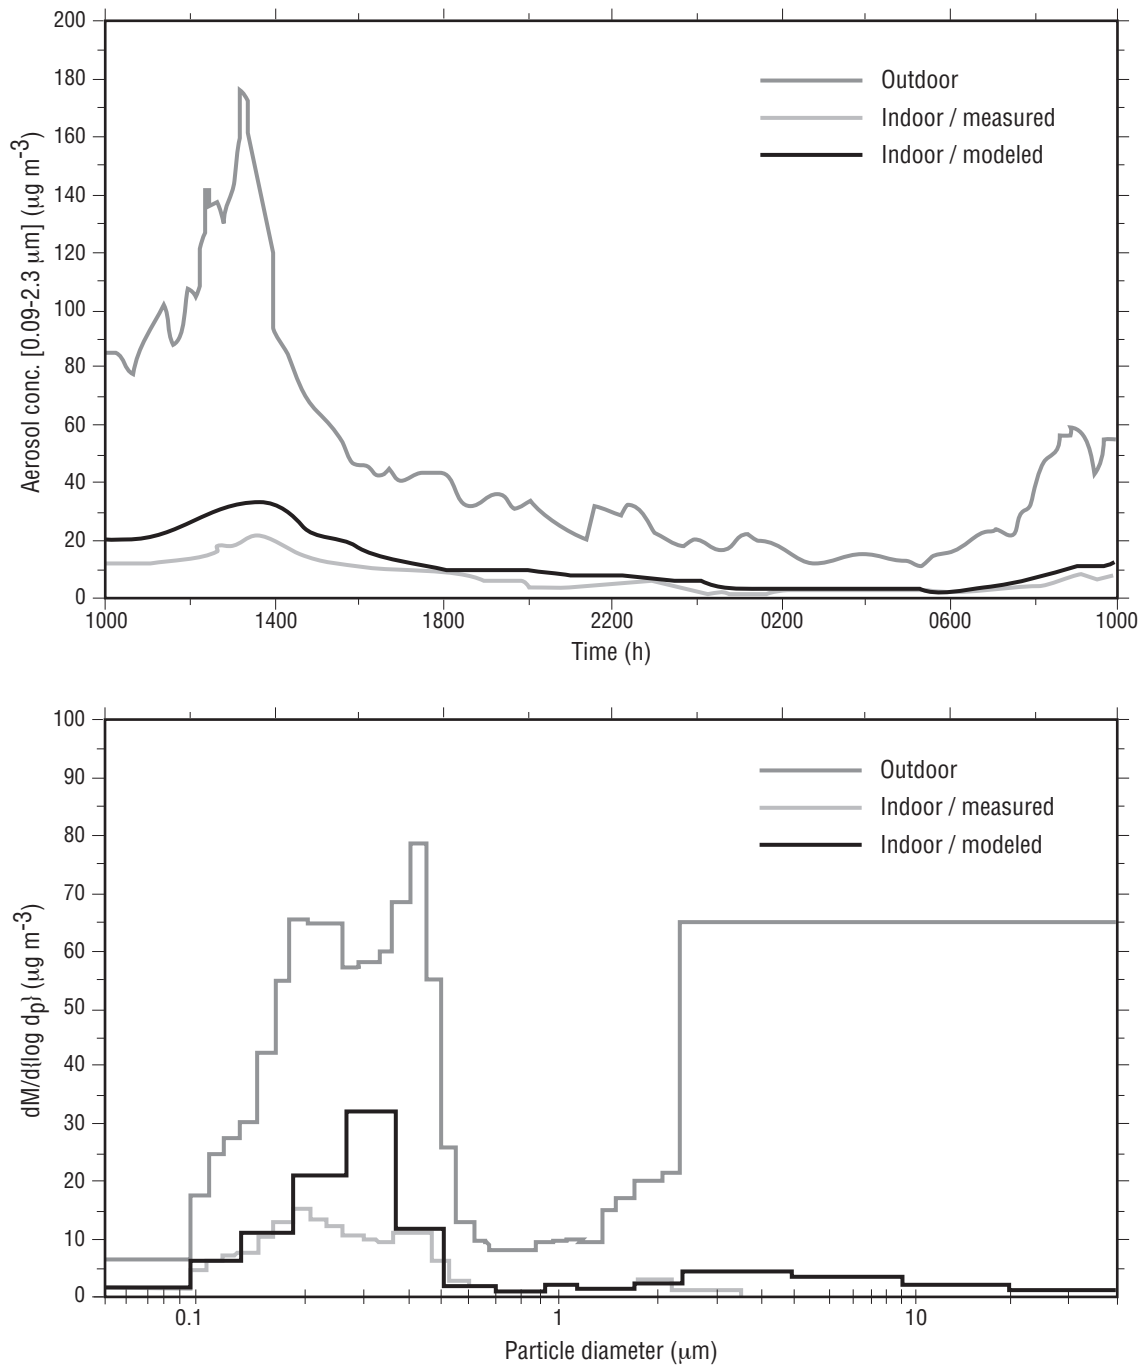 200
180
160
140
120
100
80
60
40
20
0
Aerosol conc. [0.09-2.3 μm] (μg m-3)
Outdoor
Indoor / measured
Indoor / modeled
1000 1400 1800 2200 0200 0600 1000
Time (h)
100
90
80
70
60
50
40
30
20
10
0
dM/d{log dp} (μg m-3)
Outdoor
Indoor / measured
Indoor / modeled
0.1 1 10
Particle diameter (μm)